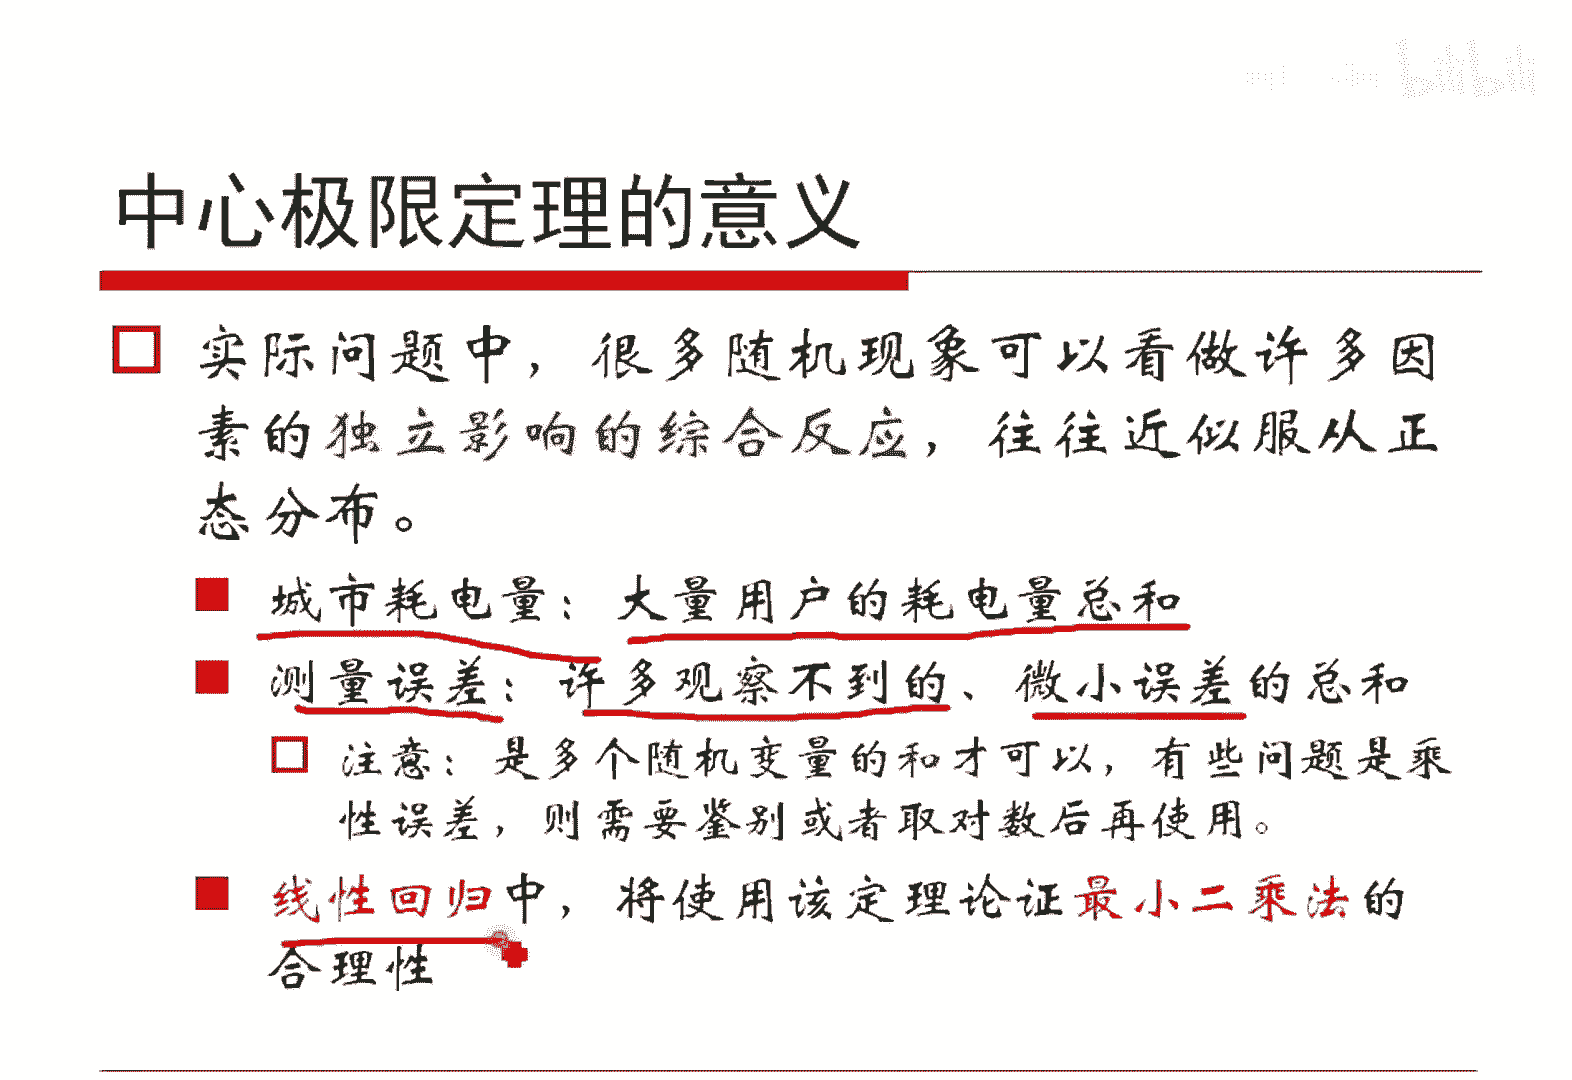 bilibili
中心极限定理的意义
实际问题中，很多随机现象可以看做许多因
素的独立影响的综合反应，往往近似服从正
态分布。
城市耗电量：大量用户的耗电量总和
测量误差：许多观察不到的、微小误差的总和
注意：是多个随机变量的和才可以，有些问题是乘
性误差，则需要鉴别或者取对数后再使用。
线性回归中，将使用该定理论证最小二乘法的
合理性